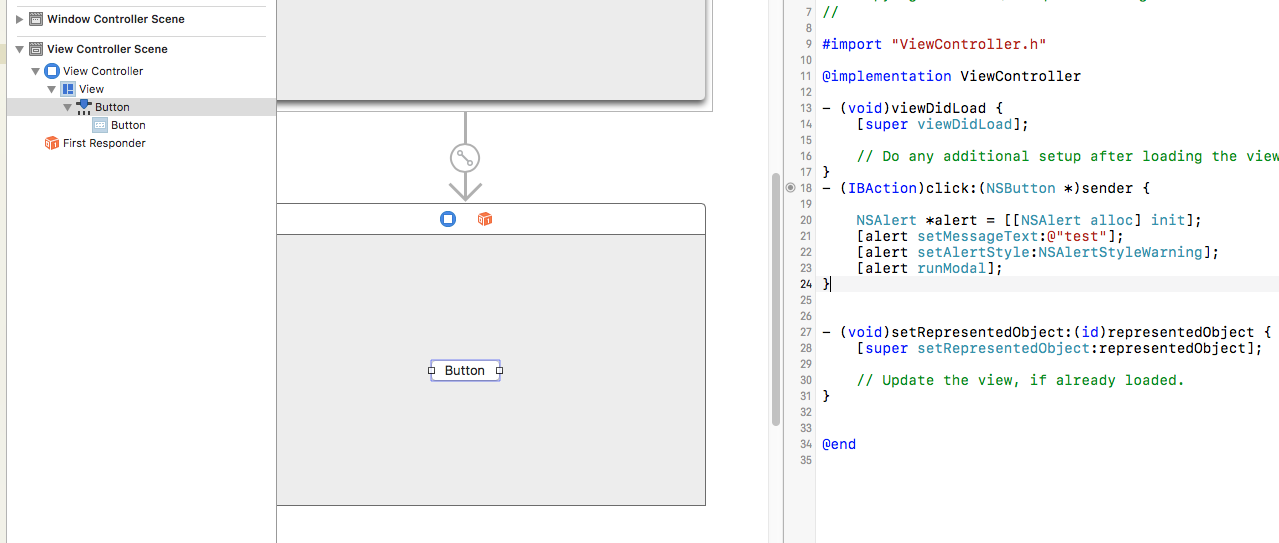 Window Controller Scene
View Controller Scene
View Controller
View
Button
Button
First Responder
Button
7 //
8
9 #import "ViewController.h"
10
11 @implementation ViewController
12
13 - (void)viewDidLoad {
14 [super viewDidLoad];
15
16 // Do any additional setup after loading the view
17 }
18 - (IBAction)click:(NSButton *)sender {
19
20 NSAlert *alert = [[NSAlert alloc] init];
21 [alert setMessageText:@"test"];
22 [alert setAlertStyle:NSAlertStyleWarning];
23 [alert runModal];
24 }
25
26
27 - (void)setRepresentedObject:(id)representedObject {
28 [super setRepresentedObject:representedObject];
29
30 // Update the view, if already loaded.
31 }
32
33
34 @end
35